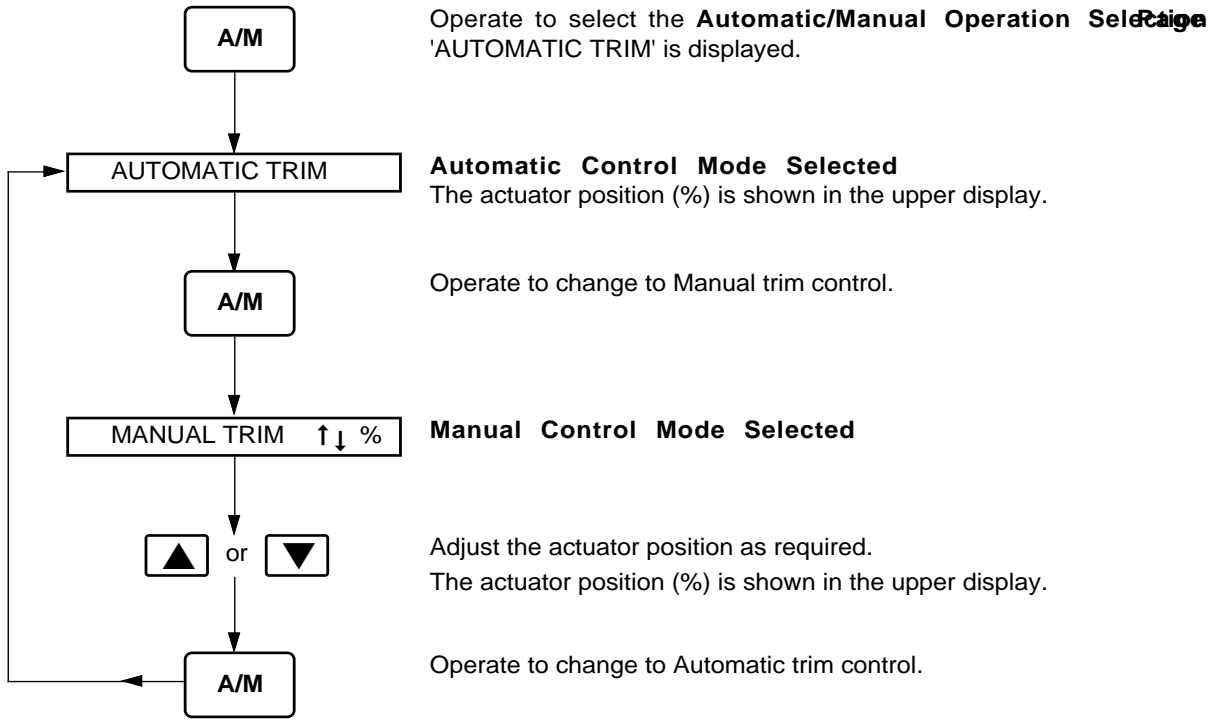 A/M
Operate to select the Automatic/Manual Operation Selection Page
'AUTOMATIC TRIM' is displayed.
AUTOMATIC TRIM
Automatic Control Mode Selected
The actuator position (%) is shown in the upper display.
A/M
Operate to change to Manual trim control.
MANUAL TRIM ↑↓ %
Manual Control Mode Selected
▲ or ▼
Adjust the actuator position as required.
The actuator position (%) is shown in the upper display.
A/M
Operate to change to Automatic trim control.